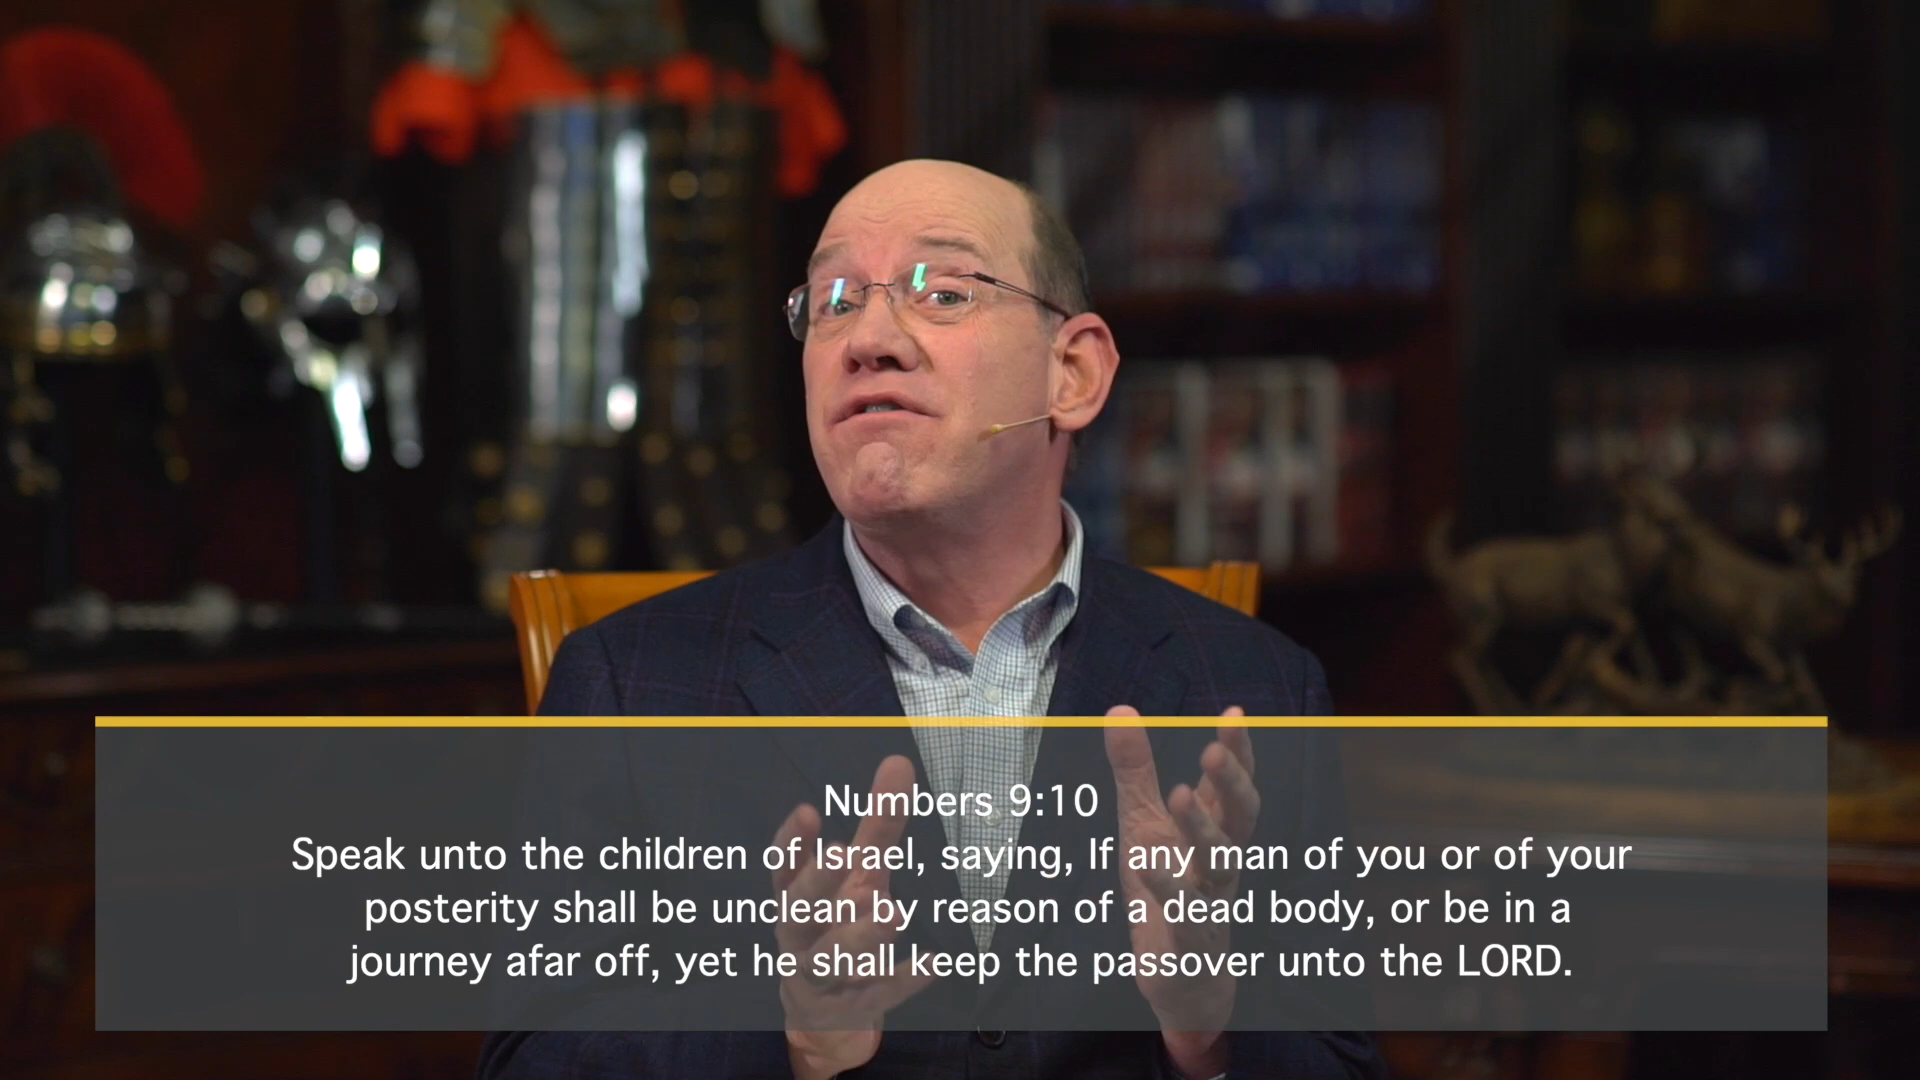 Numbers 9:10
Speak unto the children of Israel, saying, If any man of you or of your
posterity shall be unclean by reason of a dead body, or be in a
journey afar off, yet he shall keep the passover unto the LORD.